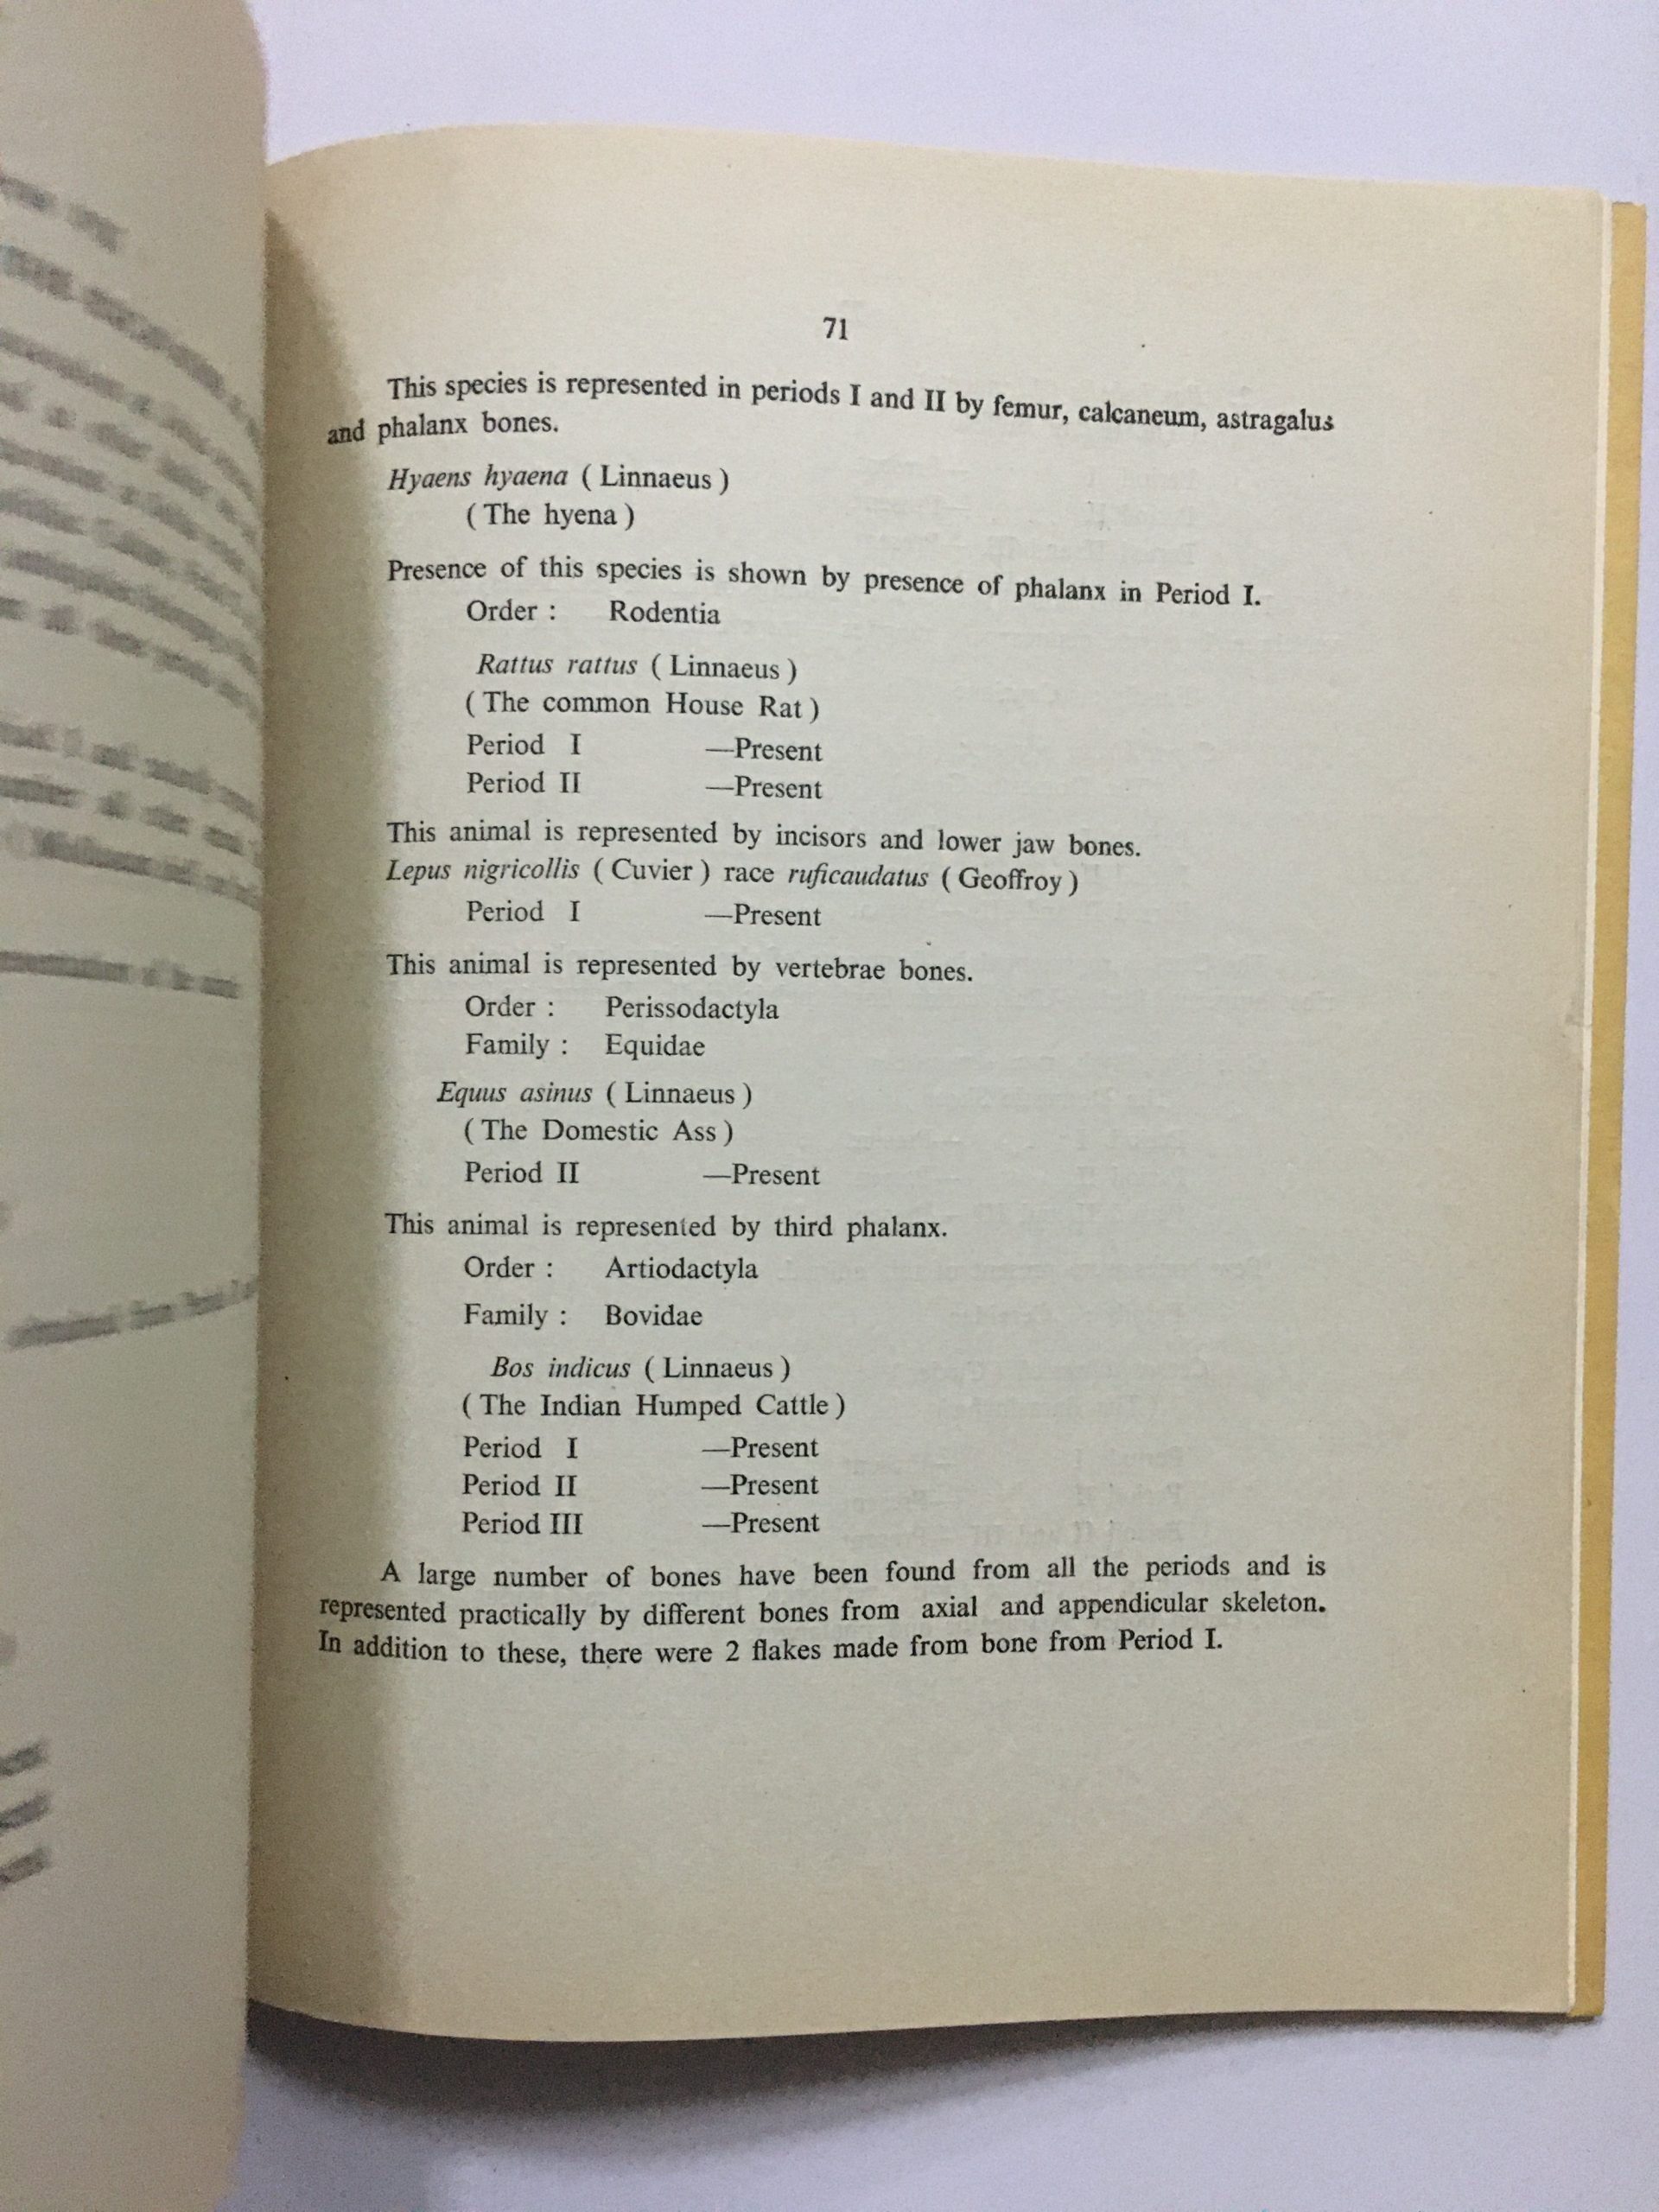 71
This species is represented in periods I and II by femur, calcaneum, astragalus
and phalanx bones.
Hyaens hyaena ( Linnaeus )
( The hyena )
Presence of this species is shown by presence of phalanx in Period I.
Order : Rodentia
Rattus rattus ( Linnaeus )
( The common House Rat )
Period I —Present
Period II —Present
This animal is represented by incisors and lower jaw bones.
Lepus nigricollis ( Cuvier ) race ruficaudatus ( Geoffroy )
Period I —Present
This animal is represented by vertebrae bones.
Order : Perissodactyla
Family : Equidae
Equus asinus ( Linnaeus )
( The Domestic Ass )
Period II —Present
This animal is represented by third phalanx.
Order : Artiodactyla
Family : Bovidae
Bos indicus ( Linnaeus )
( The Indian Humped Cattle )
Period I —Present
Period II —Present
Period III —Present
A large number of bones have been found from all the periods and is
represented practically by different bones from axial and appendicular skeleton.
In addition to these, there were 2 flakes made from bone from Period I.